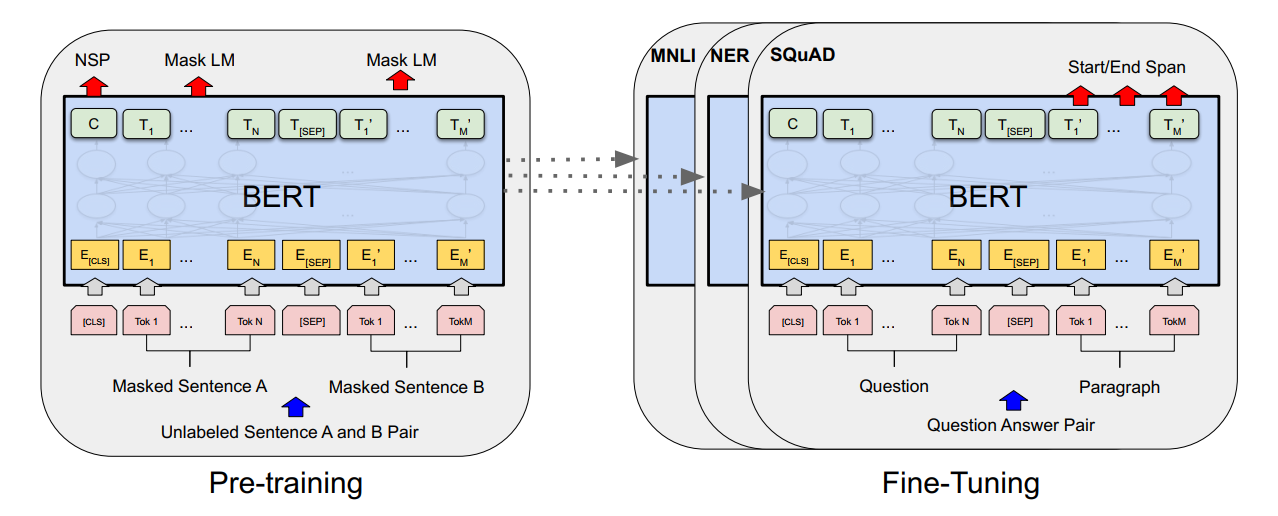 NSP Mask LM Mask LM
C T1 ... TN T[SEP] T1' ... TM'
...
BERT
...
E[CLS] E1 ... EN E[SEP] E1' ... EM'
[CLS] Tok 1 ... Tok N [SEP] Tok 1 ... TokM
Masked Sentence A Masked Sentence B
Unlabeled Sentence A and B Pair
Pre-training
MNLI NER SQuAD
Start/End Span
C T1 ... TN T[SEP] T1' ... TM'
...
BERT
...
E[CLS] E1 ... EN E[SEP] E1' ... EM'
[CLS] Tok 1 ... Tok N [SEP] Tok 1 ... TokM
Question Paragraph
Question Answer Pair
Fine-Tuning